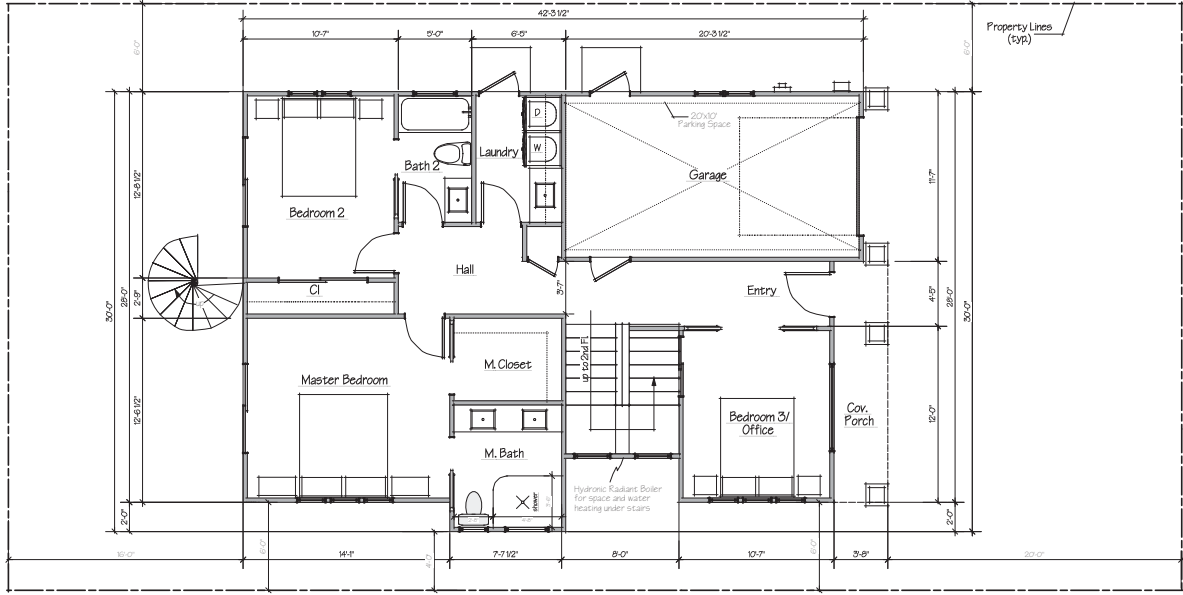 42'-3 1/2"
Property Lines
(typ.)
10'-7"
5'-0"
6'-5"
20'-3 1/2"
6'-0"
6'-0"
D
W
20'x10'
Parking Space
Laundry
Bath 2
Garage
12'-8 1/2"
11'-7"
Bedroom 2
Hall
Entry
Cl
3'-7"
30'-0"
28'-0"
2'-9"
4'-5"
28'-0"
30'-0"
up to 2nd Fl.
M. Closet
Master Bedroom
12'-6 1/2"
12'-0"
Bedroom 3/
Office
Cov.
Porch
M. Bath
shower
Hydronic Radiant Boiler
for space and water
heating under stairs
2'-0"
2'-0"
6'-0"
6'-0"
16'-0"
14'-1"
7'-7 1/2"
8'-0"
10'-7"
3'-8"
20'-0"